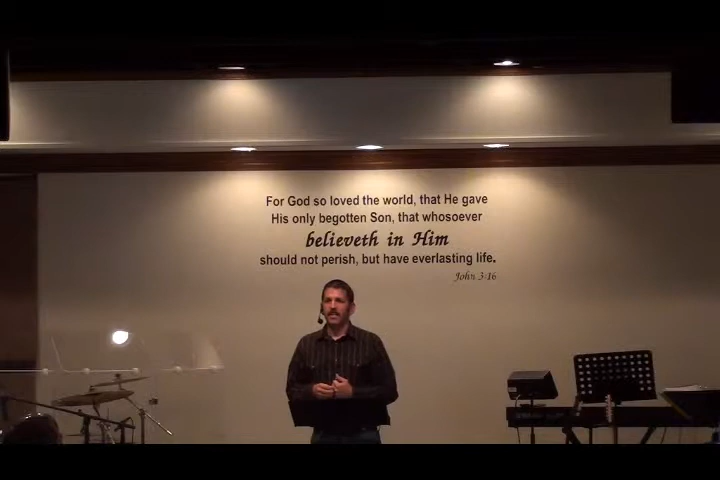 For God so loved the world, that He gave
His only begotten Son, that whosoever
believeth in Him
should not perish, but have everlasting life.
John 3:16